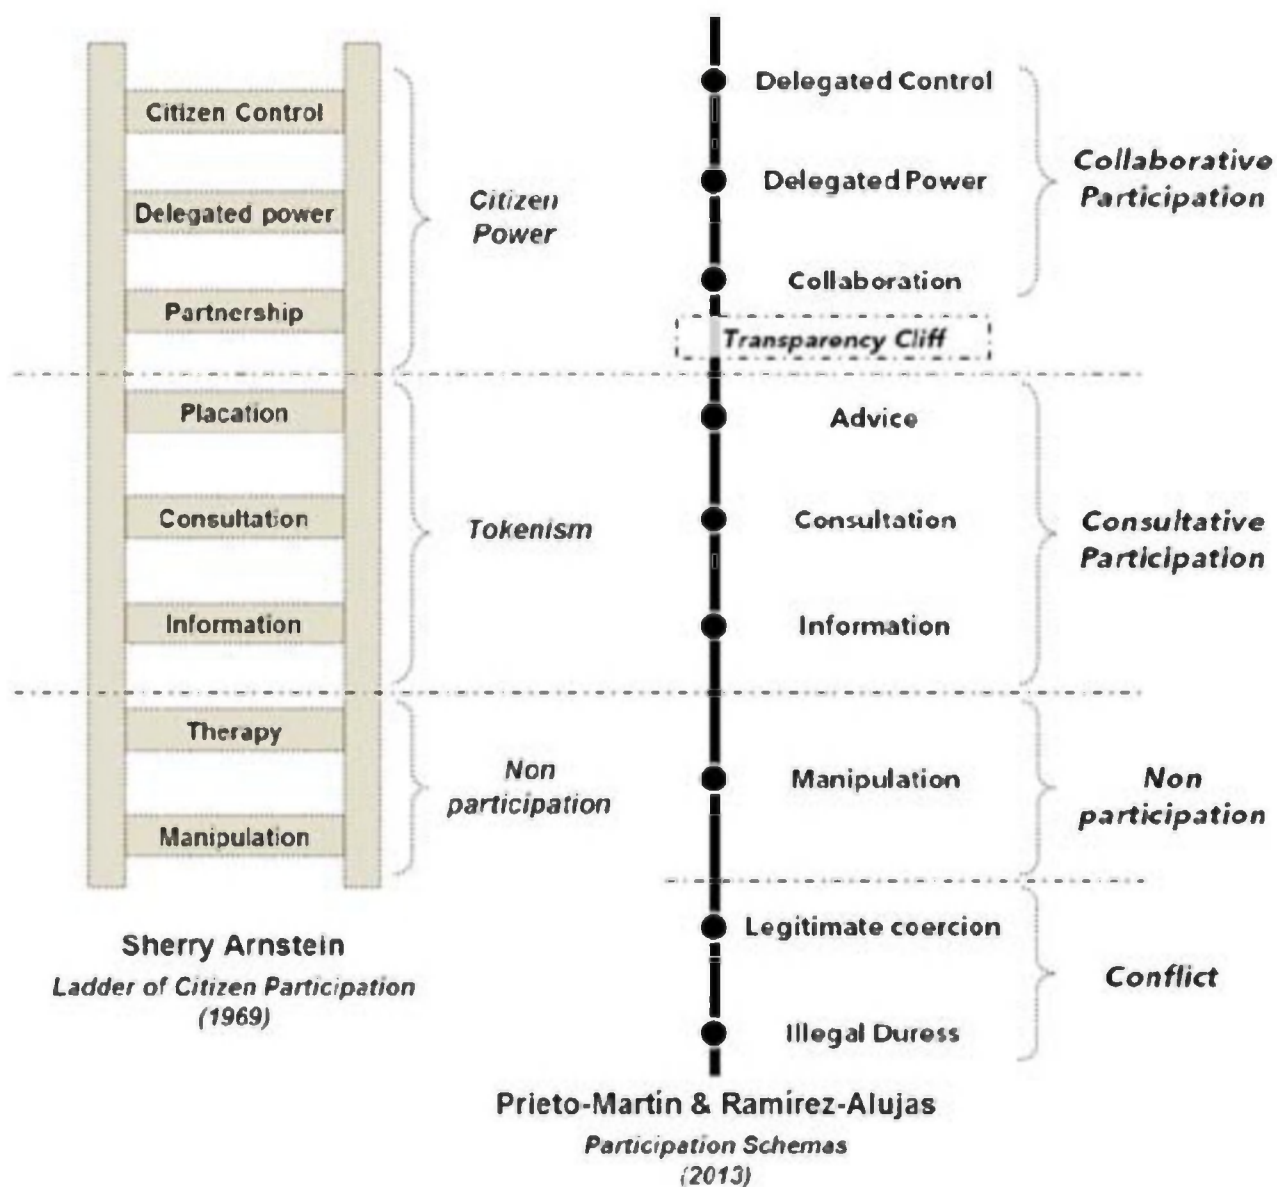 Citizen Control
Delegated power
Partnership
Placation
Consultation
Information
Therapy
Manipulation
Citizen
Power
Tokenism
Non
participation
Sherry Arnstein
Ladder of Citizen Participation
(1969)
Delegated Control
Delegated Power
Collaboration
Transparency Cliff
Advice
Consultation
Information
Manipulation
Legitimate coercion
Illegal Duress
Collaborative
Participation
Consultative
Participation
Non
participation
Conflict
Prieto-Martín & Ramírez-Alujas
Participation Schemas
(2013)